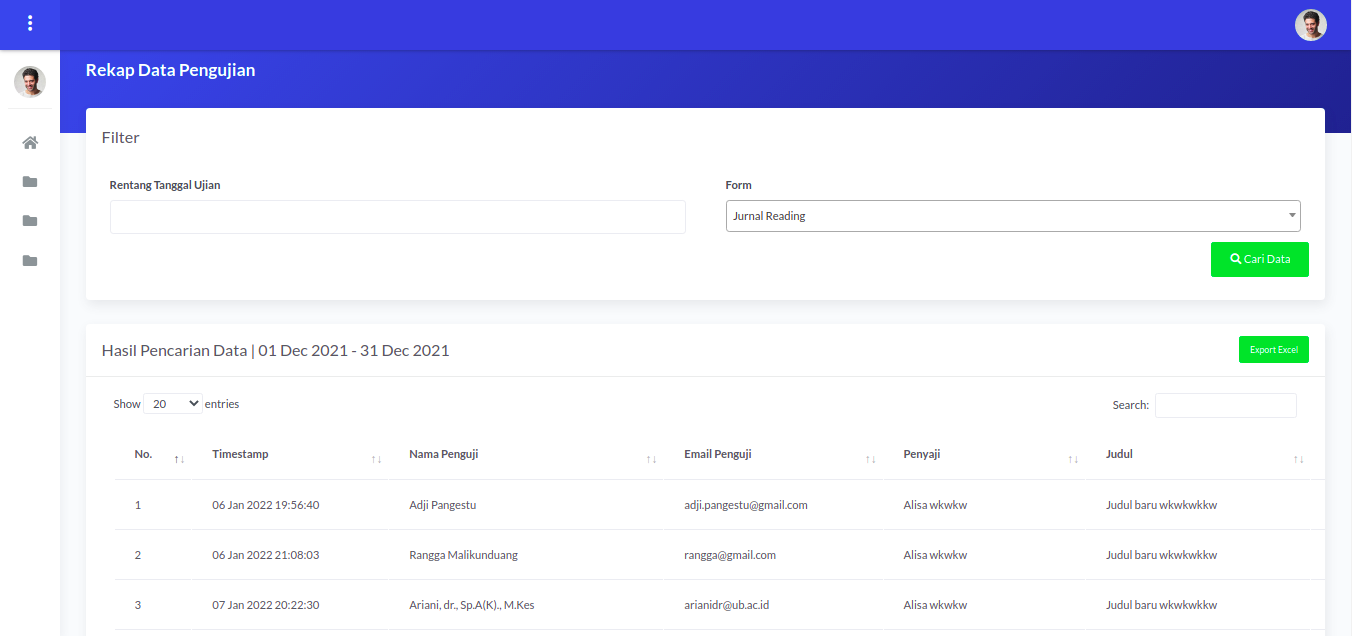 Rekap Data Pengujian
Filter
Rentang Tanggal Ujian Form
Jurnal Reading
Cari Data
Hasil Pencarian Data | 01 Dec 2021 - 31 Dec 2021 Export Excel
Show 20 entries Search:
No. Timestamp Nama Penguji Email Penguji Penyaji Judul
1 06 Jan 2022 19:56:40 Adji Pangestu adji.pangestu@gmail.com Alisa wkwkw Judul baru wkwkwkkw
2 06 Jan 2022 21:08:03 Rangga Malikunduang rangga@gmail.com Alisa wkwkw Judul baru wkwkwkkw
3 07 Jan 2022 20:22:30 Ariani, dr., Sp.A(K)., M.Kes arianidr@ub.ac.id Alisa wkwkw Judul baru wkwkwkkw